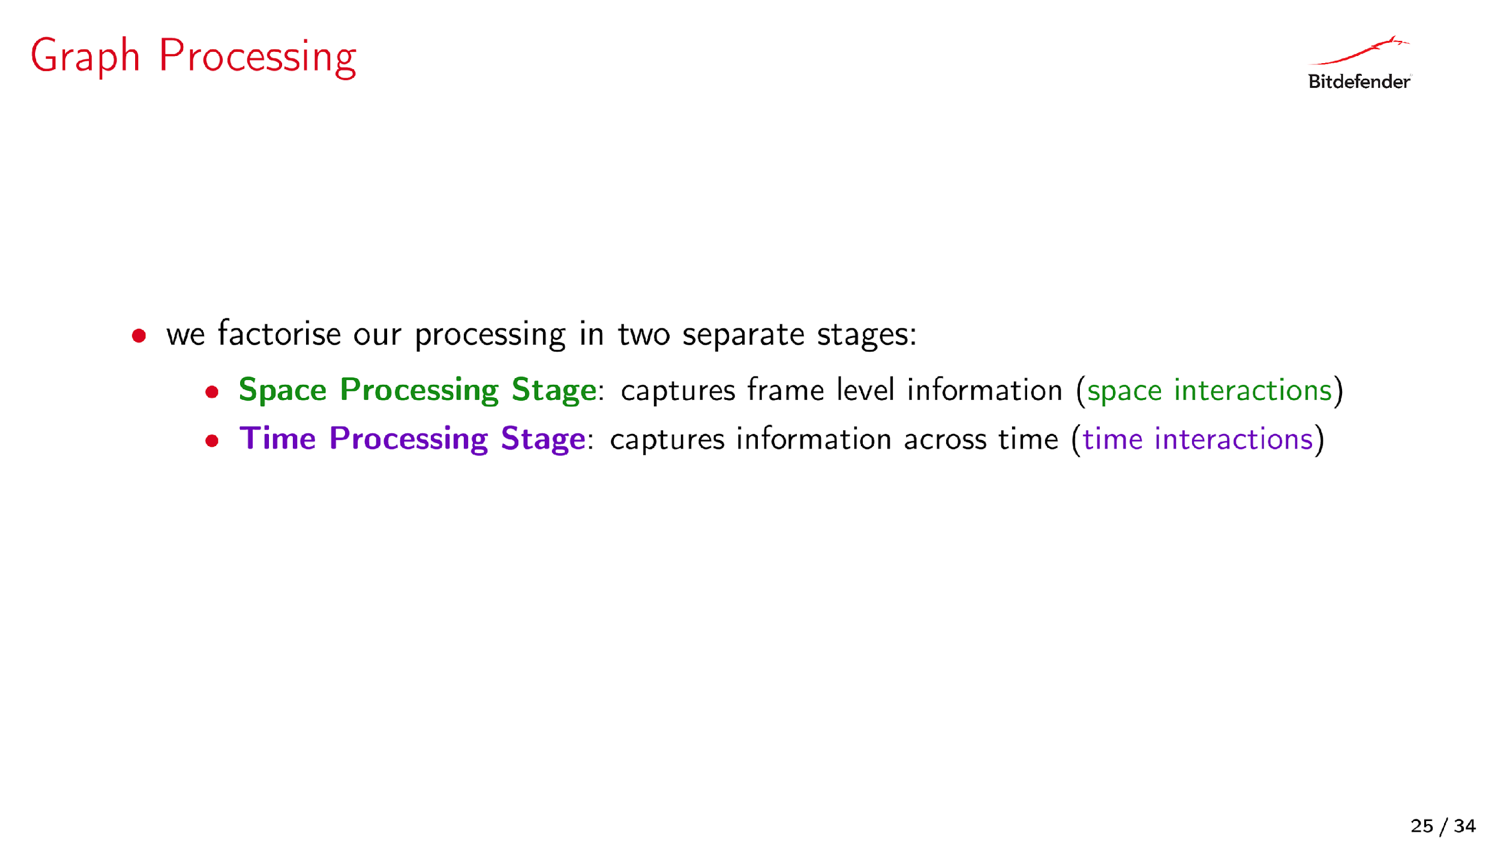 Graph Processing
Bitdefender
• we factorise our processing in two separate stages:
• Space Processing Stage: captures frame level information (space interactions)
• Time Processing Stage: captures information across time (time interactions)
25 / 34